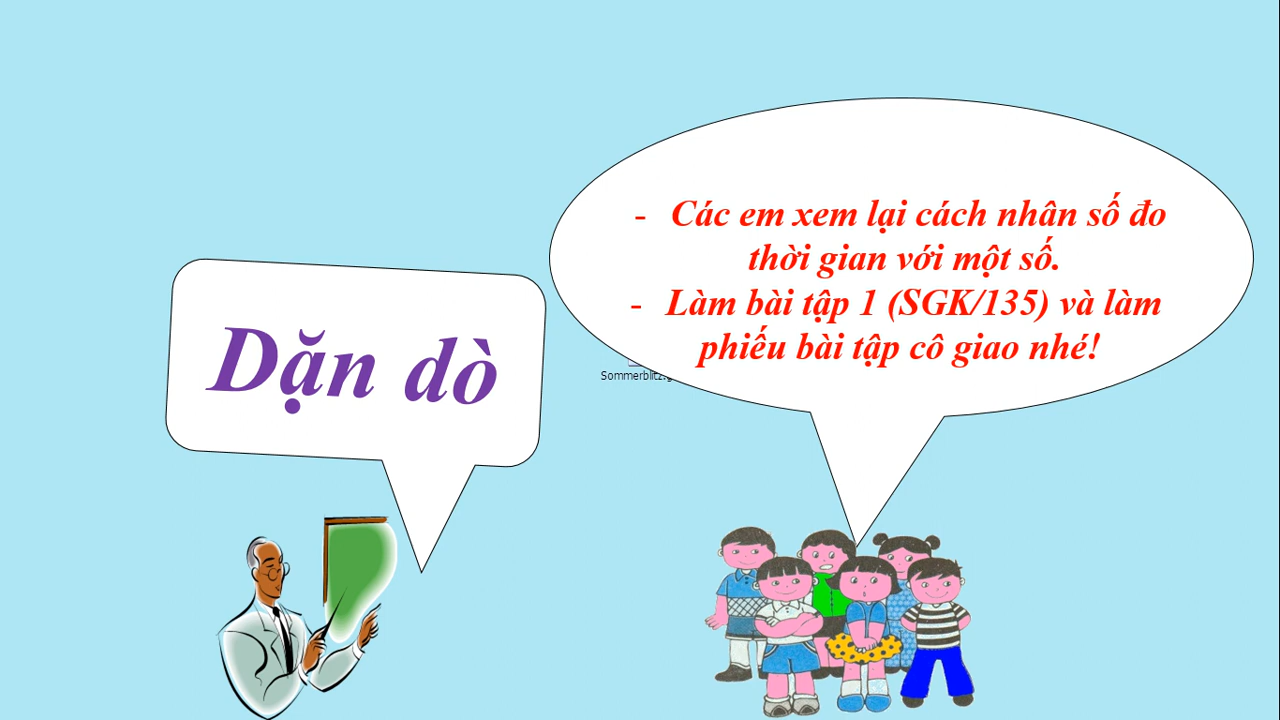 Dặn dò
- Các em xem lại cách nhân số đo
thời gian với một số.
- Làm bài tập 1 (SGK/135) và làm
phiếu bài tập cô giao nhé!